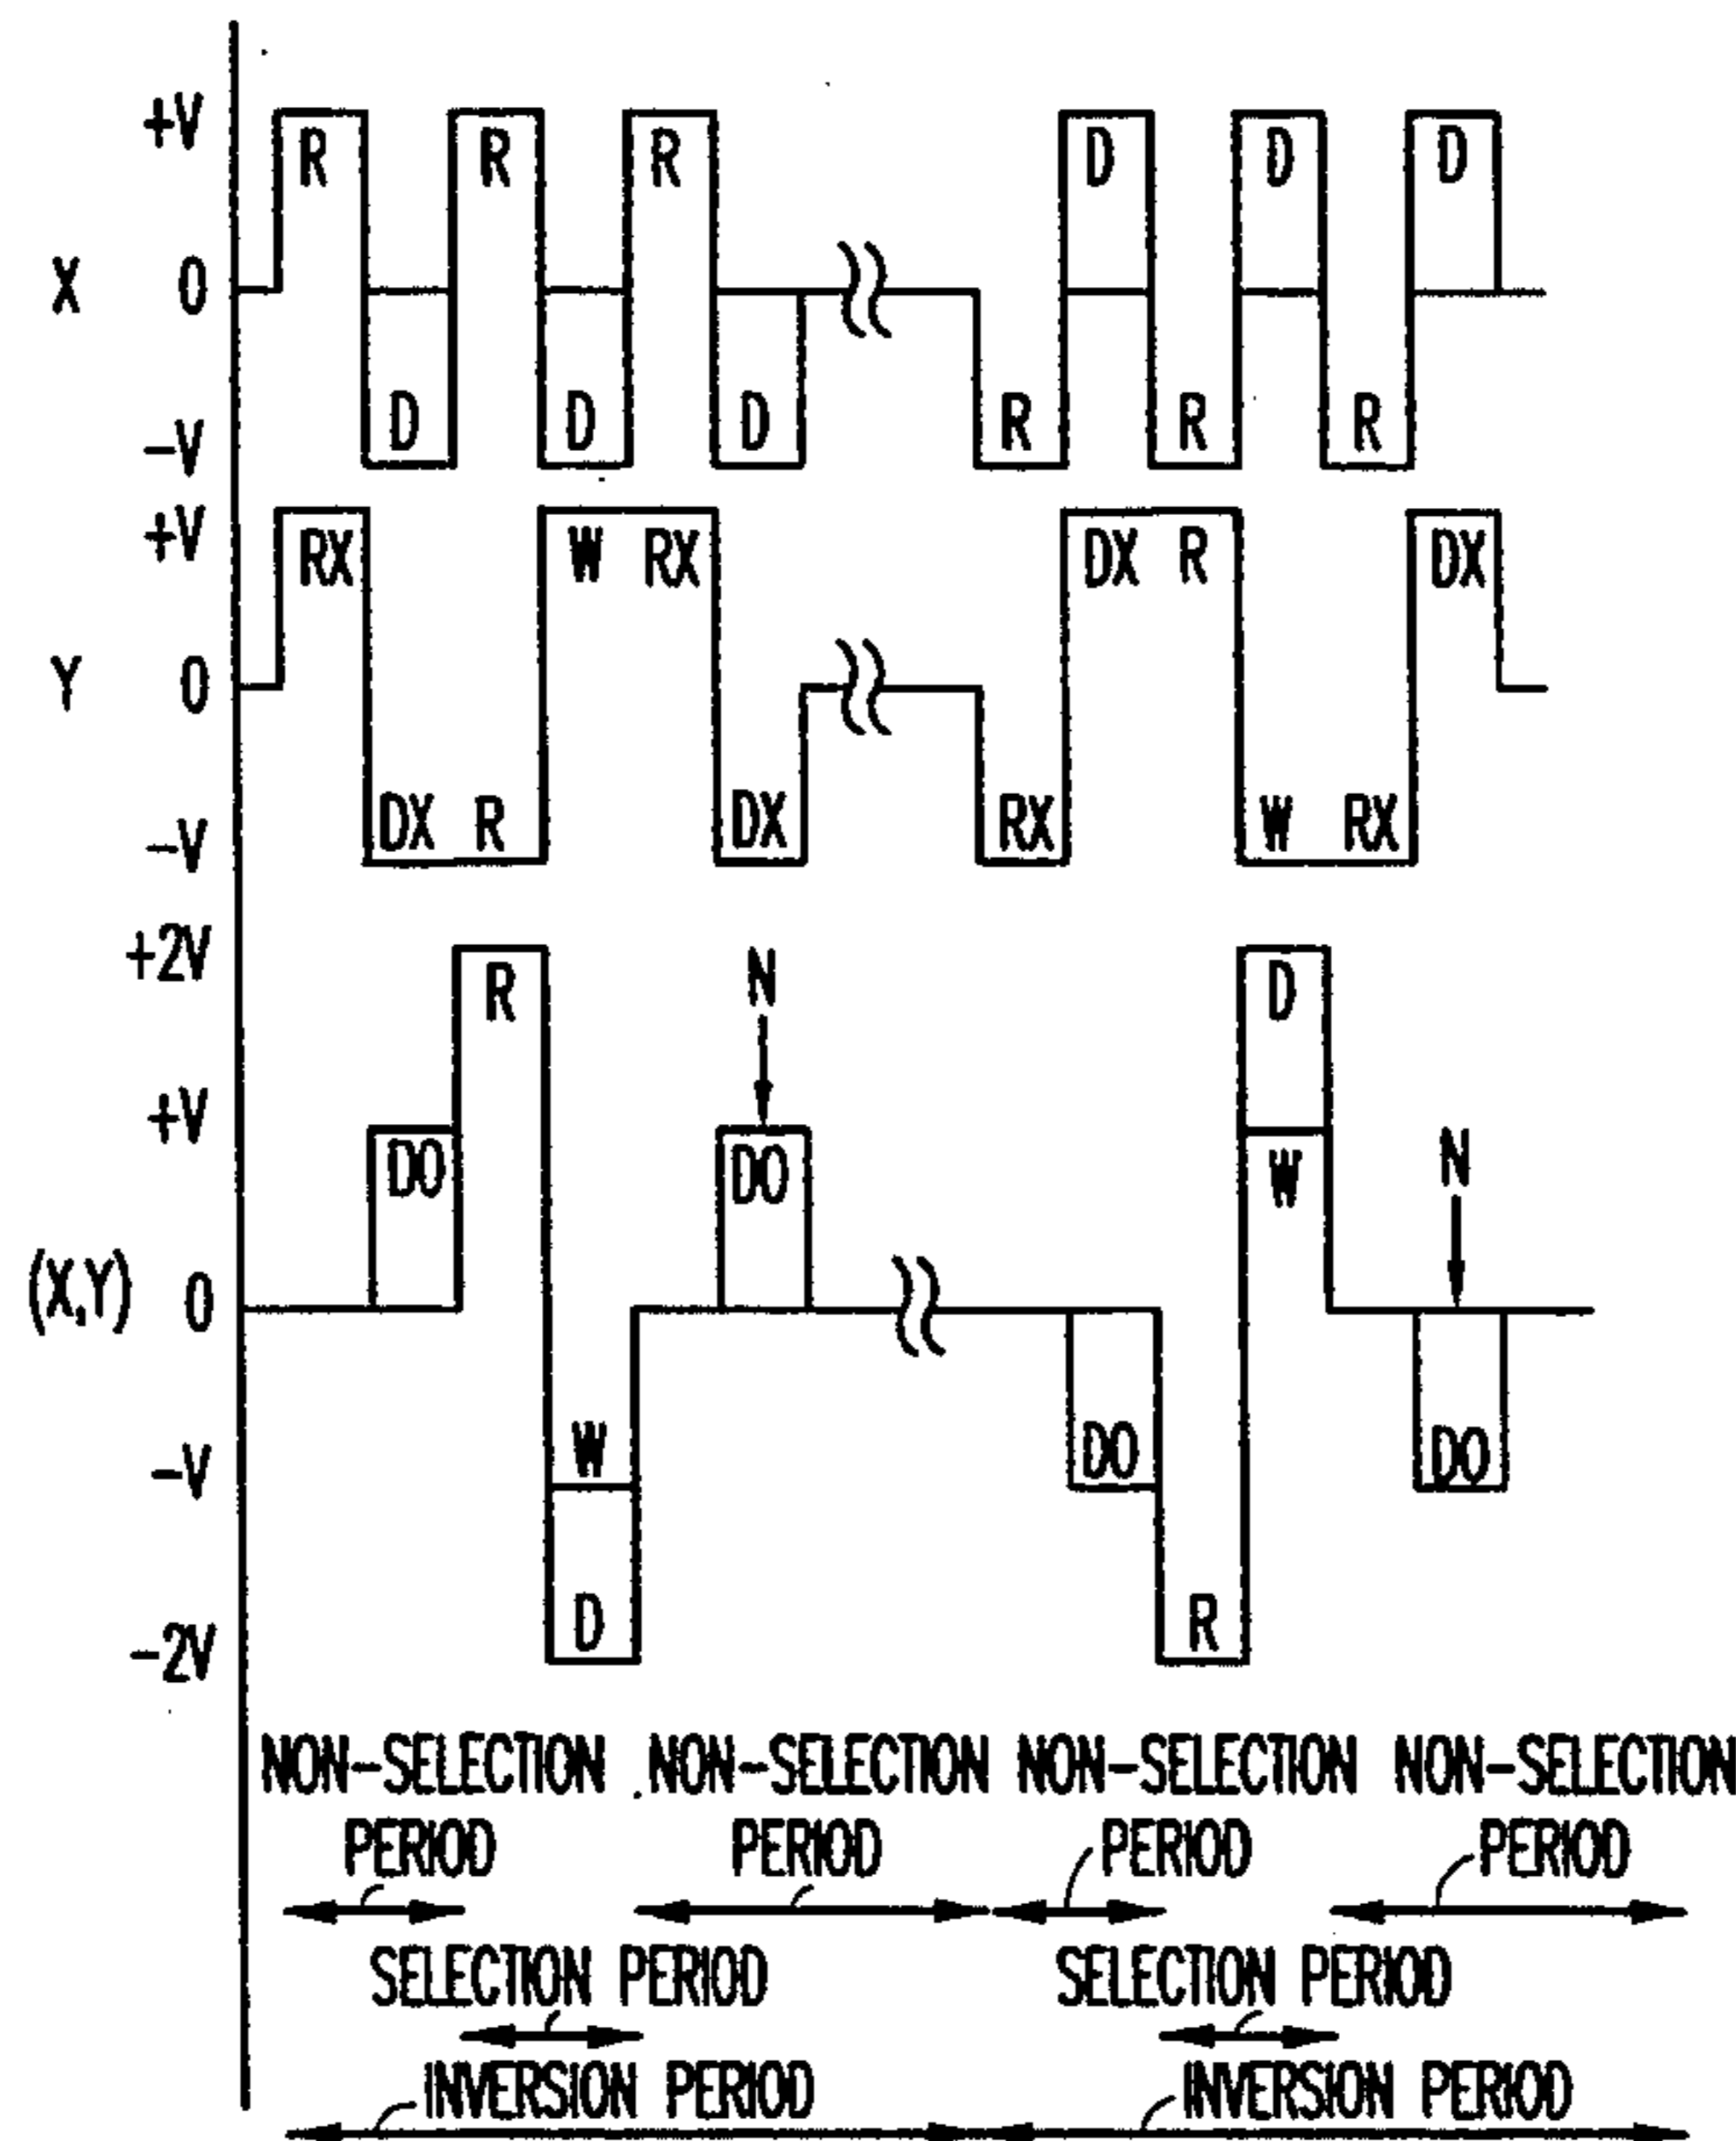 +V R R R D D D
X 0
-V D D D R R R
+V RX W RX DX R DX
Y 0
-V DX R DX RX W RX
+2V R N D
+V DO DO W N
(X,Y) 0
-V W DO DO
-2V D R
NON-SELECTION NON-SELECTION NON-SELECTION NON-SELECTION
PERIOD PERIOD PERIOD PERIOD
SELECTION PERIOD SELECTION PERIOD
INVERSION PERIOD INVERSION PERIOD